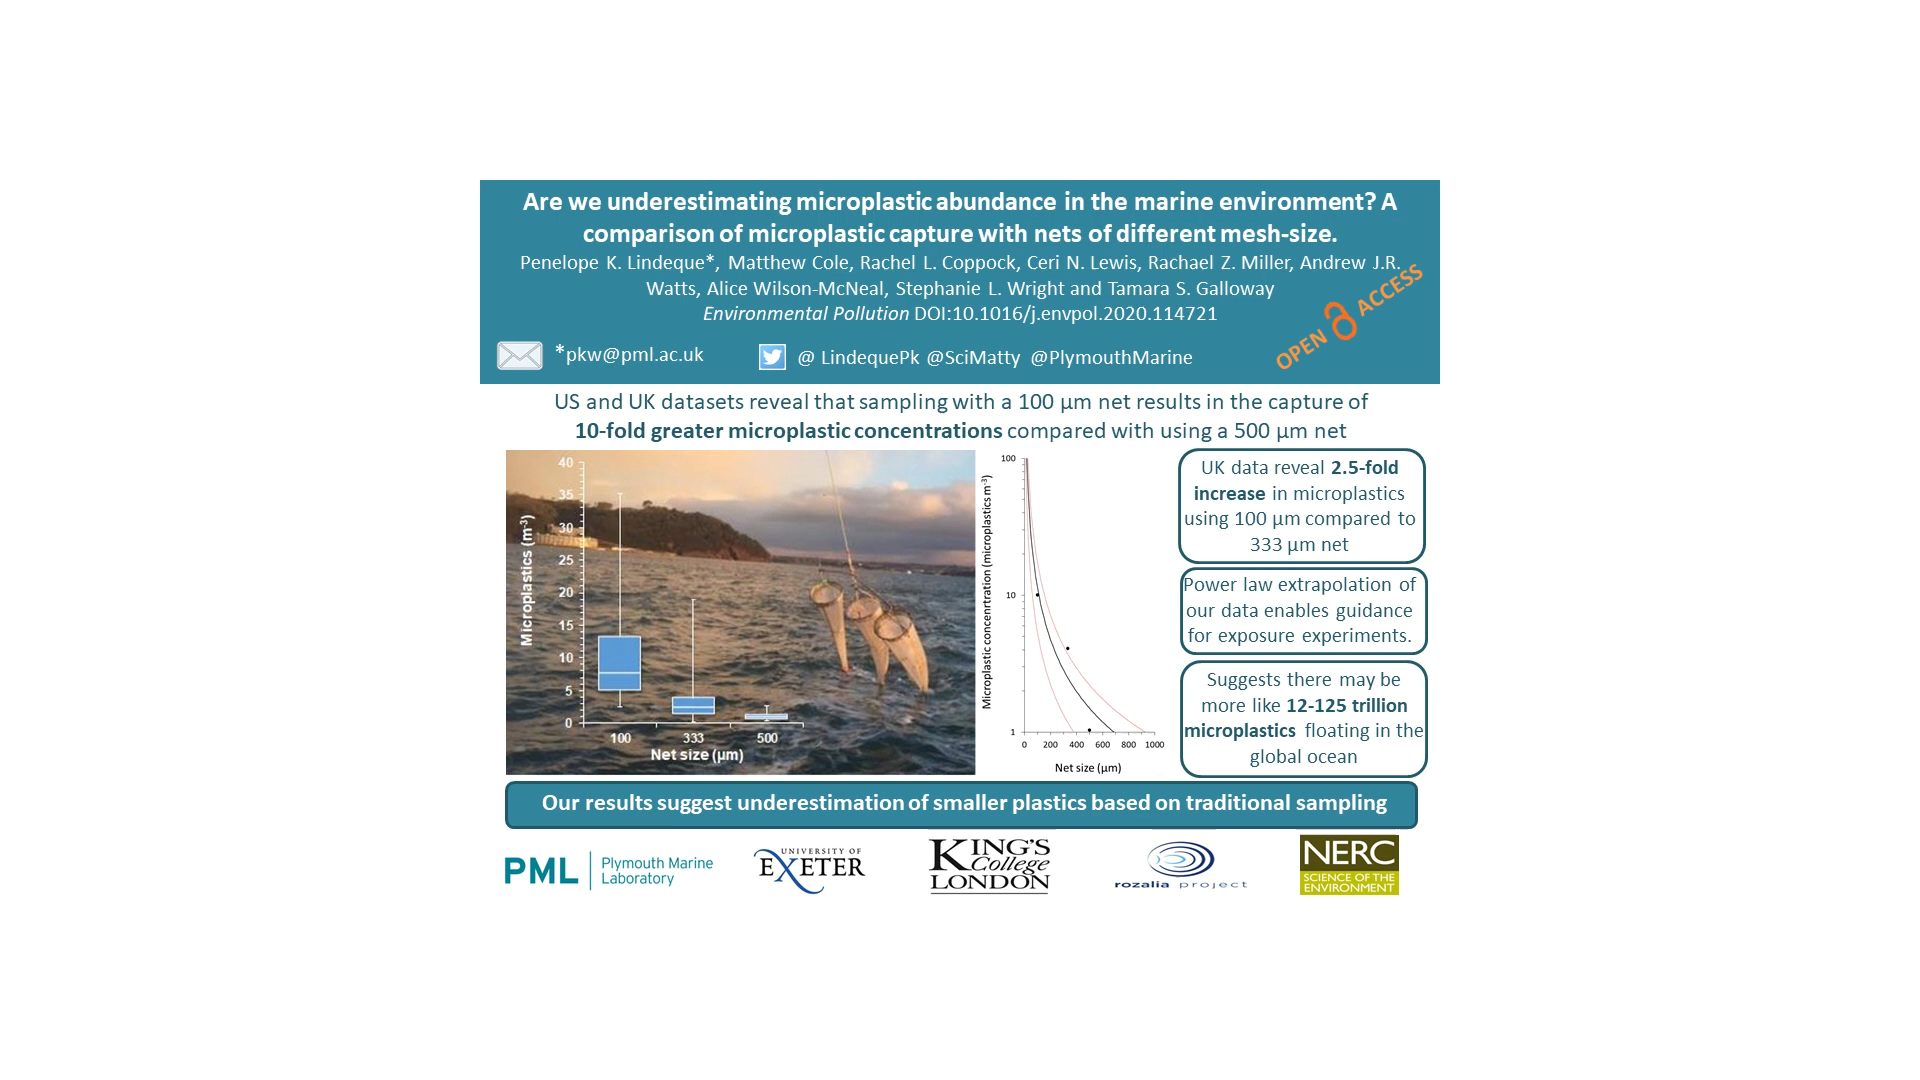 Are we underestimating microplastic abundance in the marine environment? A
comparison of microplastic capture with nets of different mesh-size.
Penelope K. Lindeque*, Matthew Cole, Rachel L. Coppock, Ceri N. Lewis, Rachael Z. Miller, Andrew J.R.
Watts, Alice Wilson-McNeal, Stephanie L. Wright and Tamara S. Galloway
Environmental Pollution DOI:10.1016/j.envpol.2020.114721
OPEN ACCESS
*pkw@pml.ac.uk
@ LindequePk @SciMatty @PlymouthMarine
US and UK datasets reveal that sampling with a 100 µm net results in the capture of
10-fold greater microplastic concentrations compared with using a 500 µm net
Microplastics (m-3)
40
35
30
25
20
15
10
5
0
100 333 500
Net size (µm)
Microplastic concenrtration (microplastics m-3)
100
10
1
0 200 400 600 800 1000
Net size (µm)
UK data reveal 2.5-fold
increase in microplastics
using 100 µm compared to
333 µm net
Power law extrapolation of
our data enables guidance
for exposure experiments.
Suggests there may be
more like 12-125 trillion
microplastics floating in the
global ocean
Our results suggest underestimation of smaller plastics based on traditional sampling
PML
Plymouth Marine
Laboratory
UNIVERSITY OF
EXETER
KING'S
College
LONDON
rozalia project
NERC
SCIENCE OF THE
ENVIRONMENT